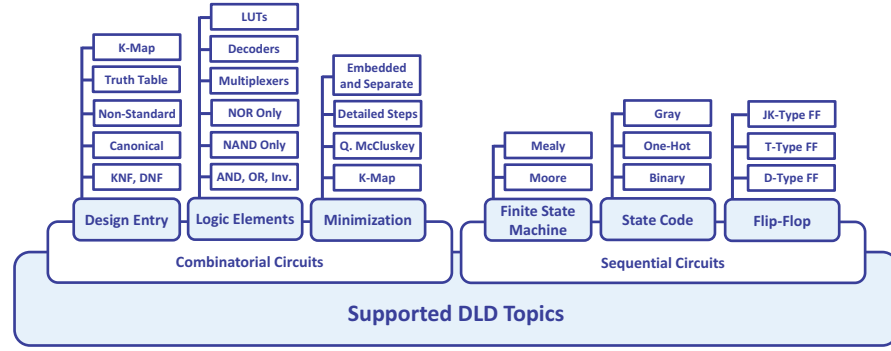 K-Map
Truth Table
Non-Standard
Canonical
KNF, DNF
Design Entry
LUTs
Decoders
Multiplexers
NOR Only
NAND Only
AND, OR, Inv.
Logic Elements
Embedded
and Separate
Detailed Steps
Q. McCluskey
K-Map
Minimization
Combinatorial Circuits
Mealy
Moore
Finite State
Machine
Gray
One-Hot
Binary
State Code
JK-Type FF
T-Type FF
D-Type FF
Flip-Flop
Sequential Circuits
Supported DLD Topics